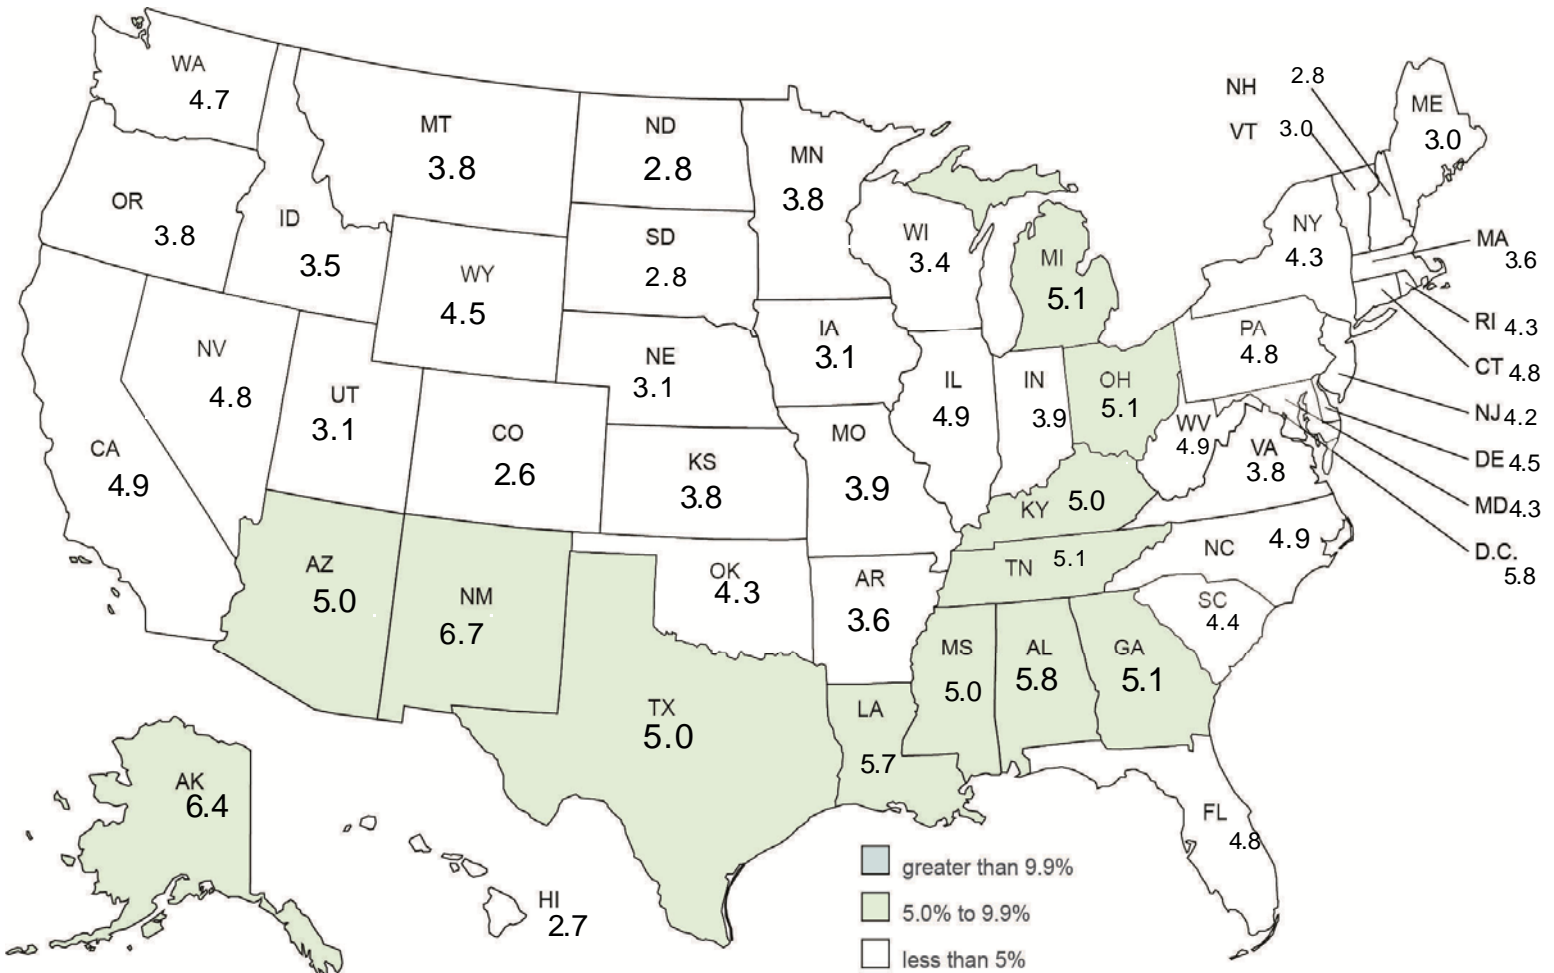 WA
4.7
OR
3.8
CA
4.9
ID
3.5
NV
4.8
MT
3.8
WY
4.5
UT
3.1
CO
2.6
AZ
5.0
NM
6.7
ND
2.8
SD
2.8
NE
3.1
KS
3.8
OK
4.3
TX
5.0
MN
3.8
IA
3.1
MO
3.9
AR
3.6
LA
5.7
WI
3.4
IL
4.9
MI
5.1
IN
3.9
OH
5.1
KY 5.0
TN 5.1
MS
5.0
AL
5.8
GA
5.1
FL
4.8
SC
4.4
NC 4.9
VA
3.8
WV
4.9
PA
4.8
NY
4.3
NH 2.8
VT 3.0
ME
3.0
MA
3.6
RI 4.3
CT 4.8
NJ 4.2
DE 4.5
MD 4.3
D.C.
5.8
AK
6.4
HI
2.7
greater than 9.9%
5.0% to 9.9%
less than 5%